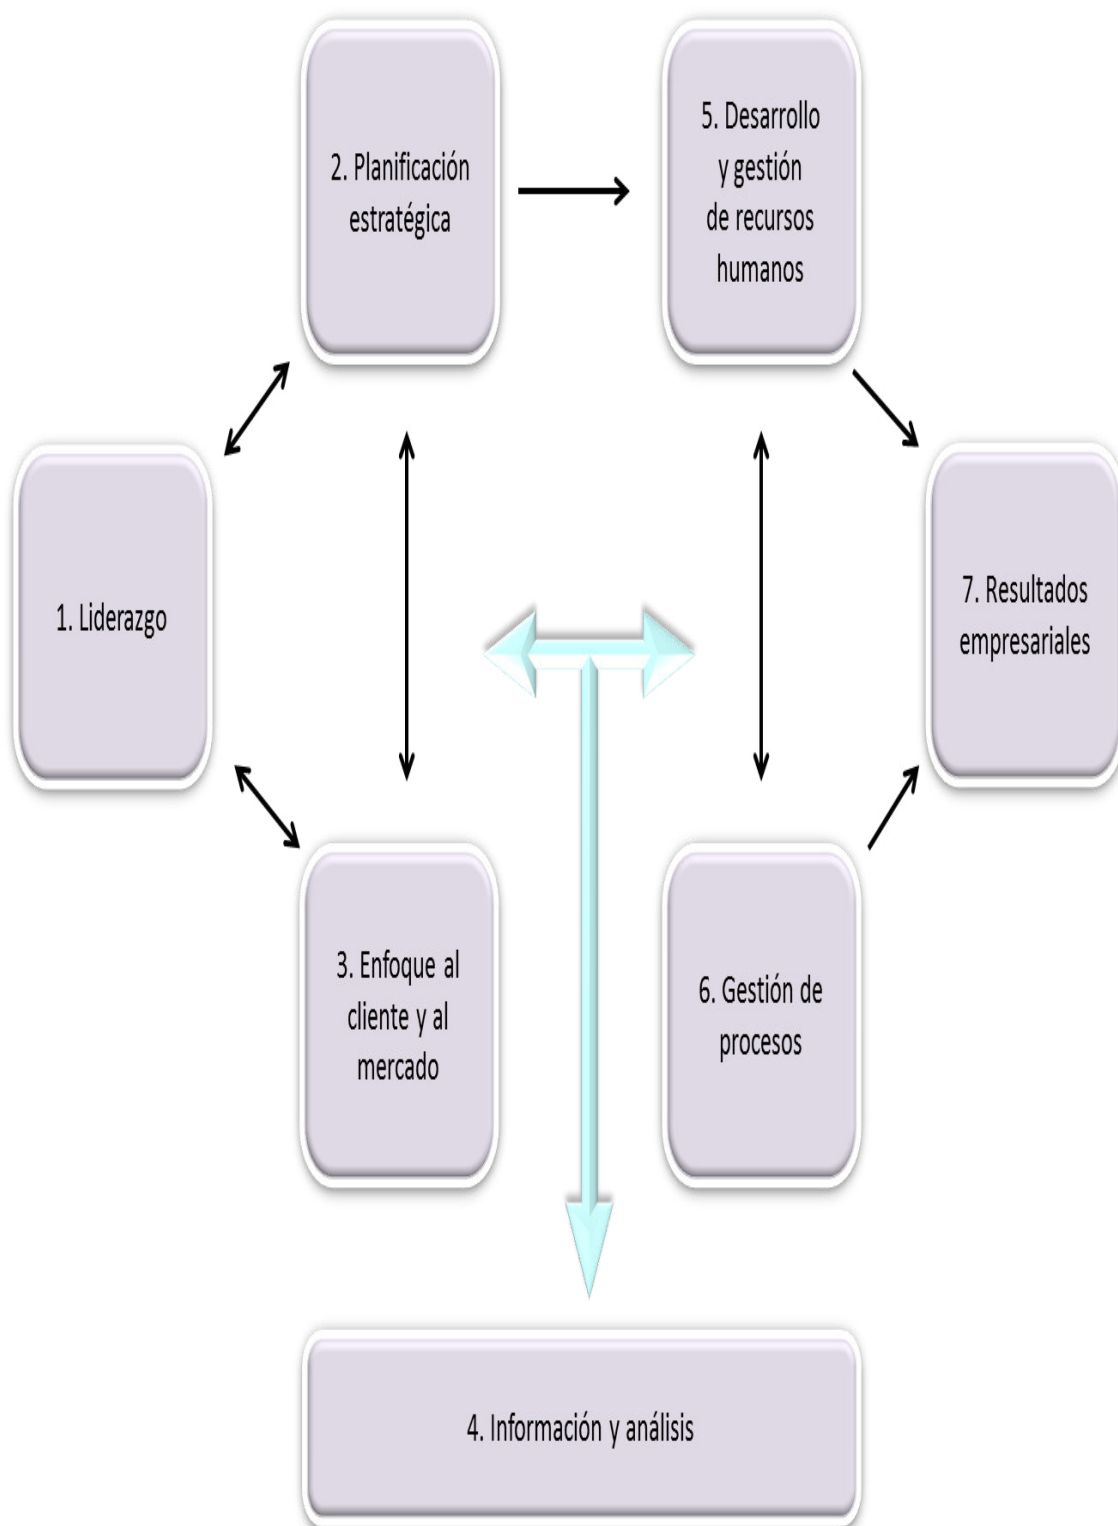 2. Planificación
estratégica
5. Desarrollo
y gestión
de recursos
humanos
1. Liderazgo
7. Resultados
empresariales
3. Enfoque al
cliente y al
mercado
6. Gestión de
procesos
4. Información y análisis